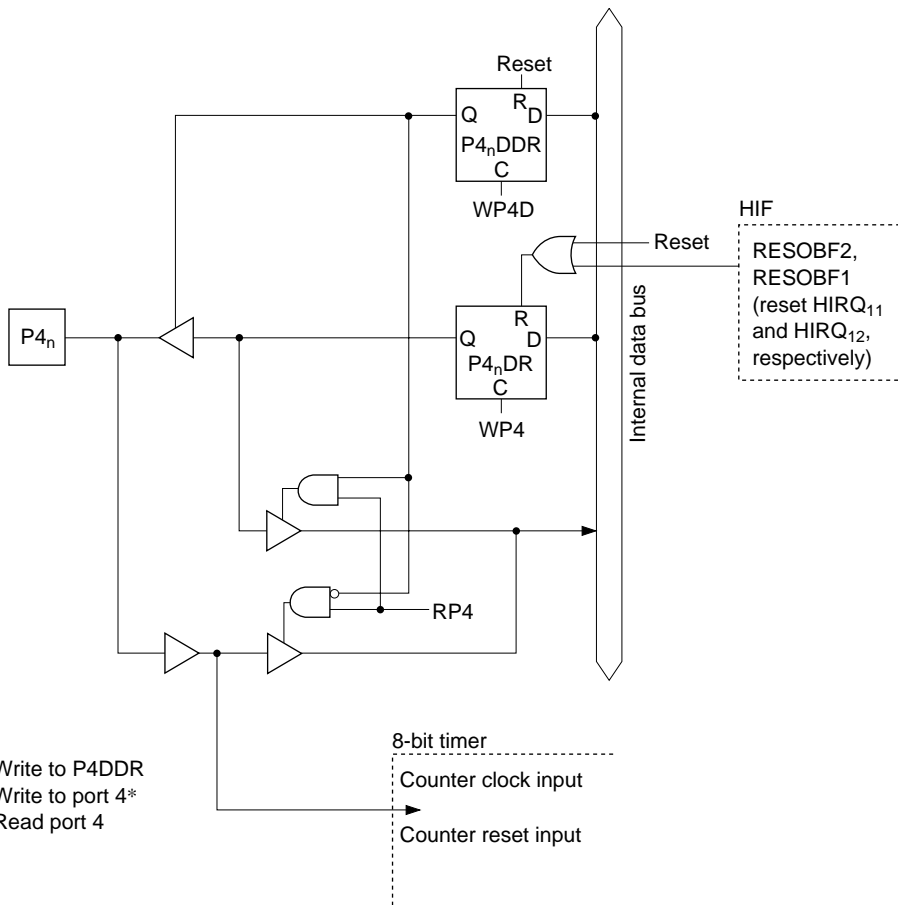 Reset
R
Q D
P4nDDR
C
WP4D
HIF
Reset
RESOBF2,
RESOBF1
(reset HIRQ11
and HIRQ12,
respectively)
Internal data bus
P4n
R
Q D
P4nDR
C
WP4
RP4
8-bit timer
Write to P4DDR
Counter clock input
Write to port 4*
Read port 4
Counter reset input